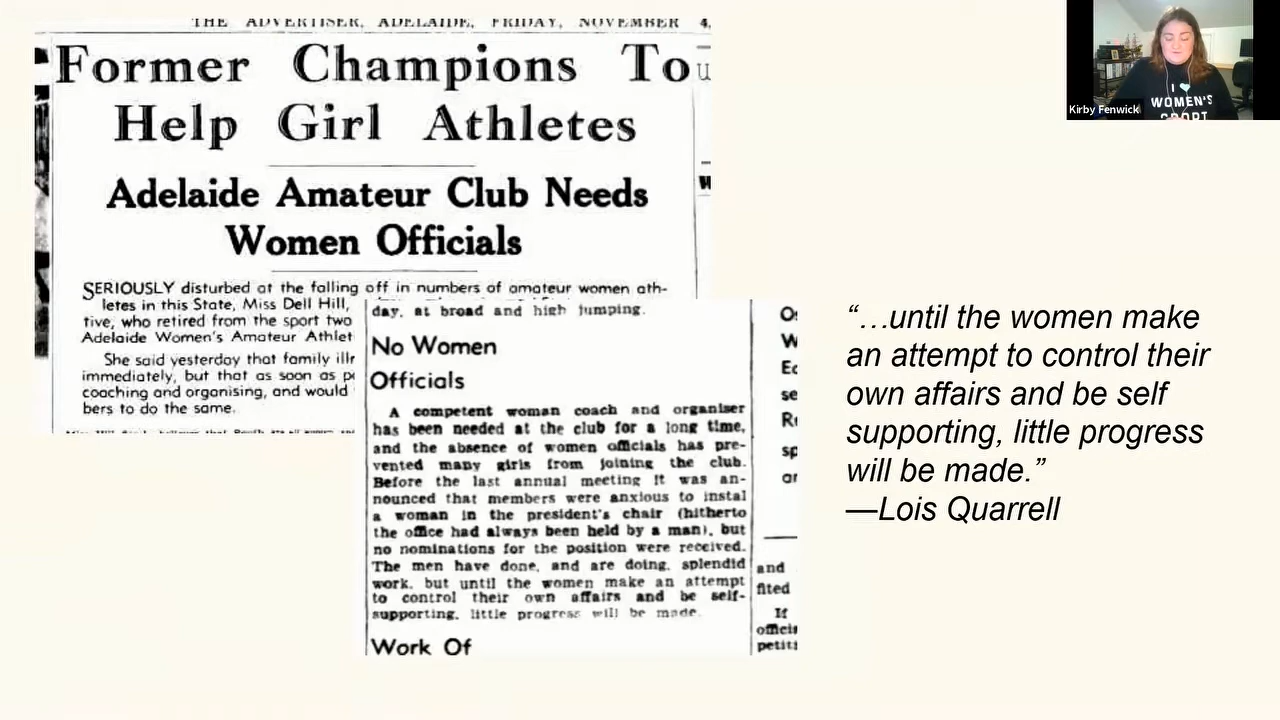 THE ADVERTISER, ADELAIDE, FRIDAY, NOVEMBER 4,
Former Champions To
Help Girl Athletes
Adelaide Amateur Club Needs
Women Officials
SERIOUSLY disturbed at the falling off in numbers of amateur women ath-
letes in this State, Miss Dell Hill,
tive, who retired from the sport two
Adelaide Women's Amateur Athlet
She said yesterday that family illr
immediately, but that as soon as
coaching and organising, and would
bers to do the same.
day, at broad and high jumping.
No Women
Officials
A competent woman coach and organiser
has been needed at the club for a long time,
and the absence of women officials has pre-
vented many girls from joining the club.
Before the last annual meeting it was an-
nounced that members were anxious to instal
a woman in the president's chair (hitherto
the office had always been held by a man), but
no nominations for the position were received.
The men have done, and are doing, splendid
work, but until the women make an attempt
to control their own affairs and be self-
supporting, little progress will be made.
Work Of
and
fited
If
officia
petiti
“…until the women make
an attempt to control their
own affairs and be self
supporting, little progress
will be made.”
—Lois Quarrell
Kirby Fenwick
I
WOMEN'S
SPORT